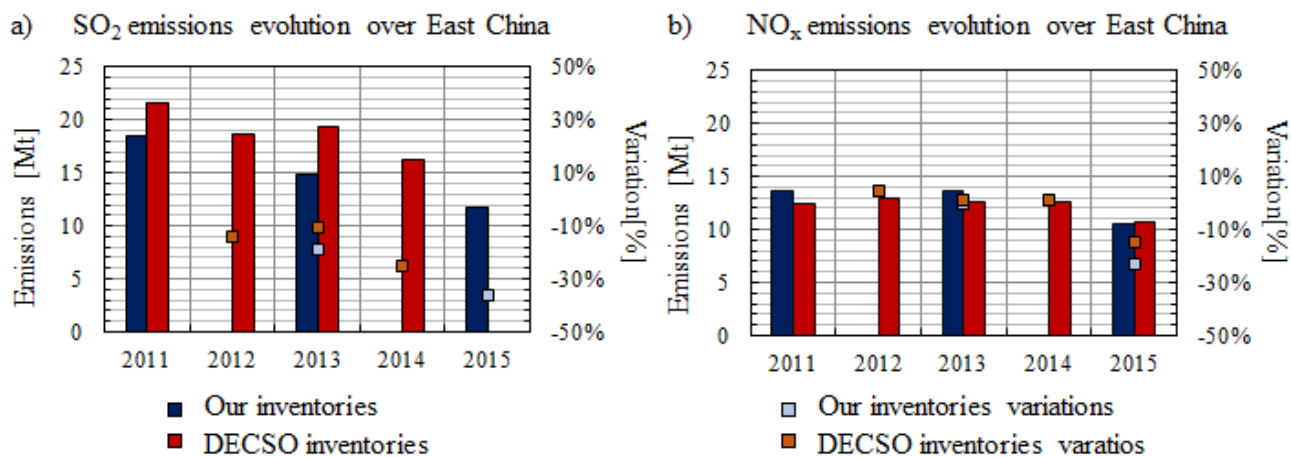 a) SO2 emissions evolution over East China
25
20
15
10
5
0
Emissions [Mt]
50%
30%
10%
-10%
-30%
-50%
Variation[%]
2011 2012 2013 2014 2015
Our inventories
DECSO inventories
b) NOx emissions evolution over East China
25
20
15
10
5
0
Emissions [Mt]
50%
30%
10%
-10%
-30%
-50%
Variation[%]
2011 2012 2013 2014 2015
Our inventories variations
DECSO inventories varatios